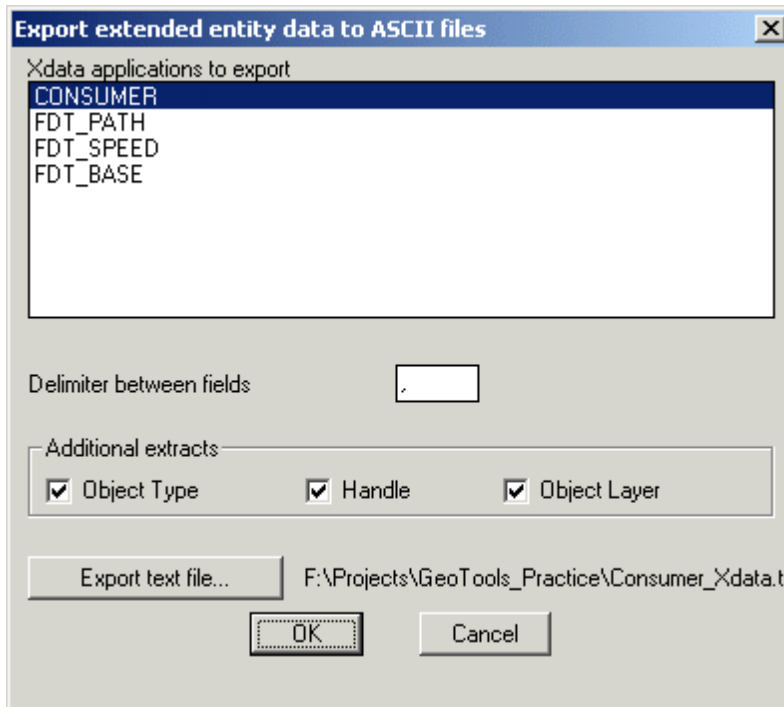 Export extended entity data to ASCII files
Xdata applications to export
CONSUMER
FDT_PATH
FDT_SPEED
FDT_BASE
Delimiter between fields ,
Additional extracts
Object Type Handle Object Layer
Export text file... F:\Projects\GeoTools_Practice\Consumer_Xdata.t
OK Cancel